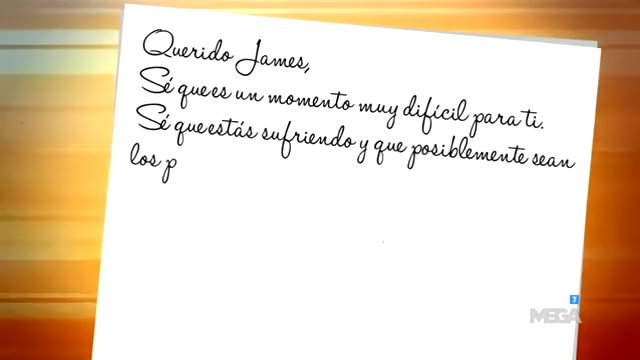 Querido James,
Sé que es un momento muy difícil para ti.
Sé que estás sufriendo y que posiblemente sean
los p
7
MEGA